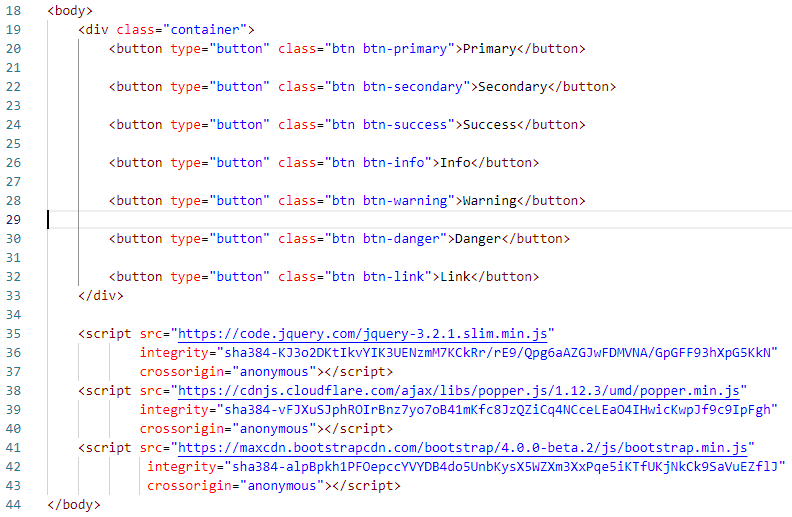 18 <body>
19 <div class="container">
20 <button type="button" class="btn btn-primary">Primary</button>
21
22 <button type="button" class="btn btn-secondary">Secondary</button>
23
24 <button type="button" class="btn btn-success">Success</button>
25
26 <button type="button" class="btn btn-info">Info</button>
27
28 <button type="button" class="btn btn-warning">Warning</button>
29
30 <button type="button" class="btn btn-danger">Danger</button>
31
32 <button type="button" class="btn btn-link">Link</button>
33 </div>
34
35 <script src="https://code.jquery.com/jquery-3.2.1.slim.min.js"
36 integrity="sha384-KJ3o2DKtIkvYIK3UENzmM7KCkRr/rE9/Qpg6aAZGJwFDMVNA/GpGFF93hXpG5KkN"
37 crossorigin="anonymous"></script>
38 <script src="https://cdnjs.cloudflare.com/ajax/libs/popper.js/1.12.3/umd/popper.min.js"
39 integrity="sha384-vFJXuSJphROIrBnz7yo7oB41mKfc8JzQZiCq4NCceLEaO4IHwicKwpJf9c9IpFgh"
40 crossorigin="anonymous"></script>
41 <script src="https://maxcdn.bootstrapcdn.com/bootstrap/4.0.0-beta.2/js/bootstrap.min.js"
42 integrity="sha384-alpBpkh1PFOepccYVYDB4do5UnbKysX5WZXm3XxPqe5iKTfUKjNkCk9SaVuEZflJ"
43 crossorigin="anonymous"></script>
44 </body>